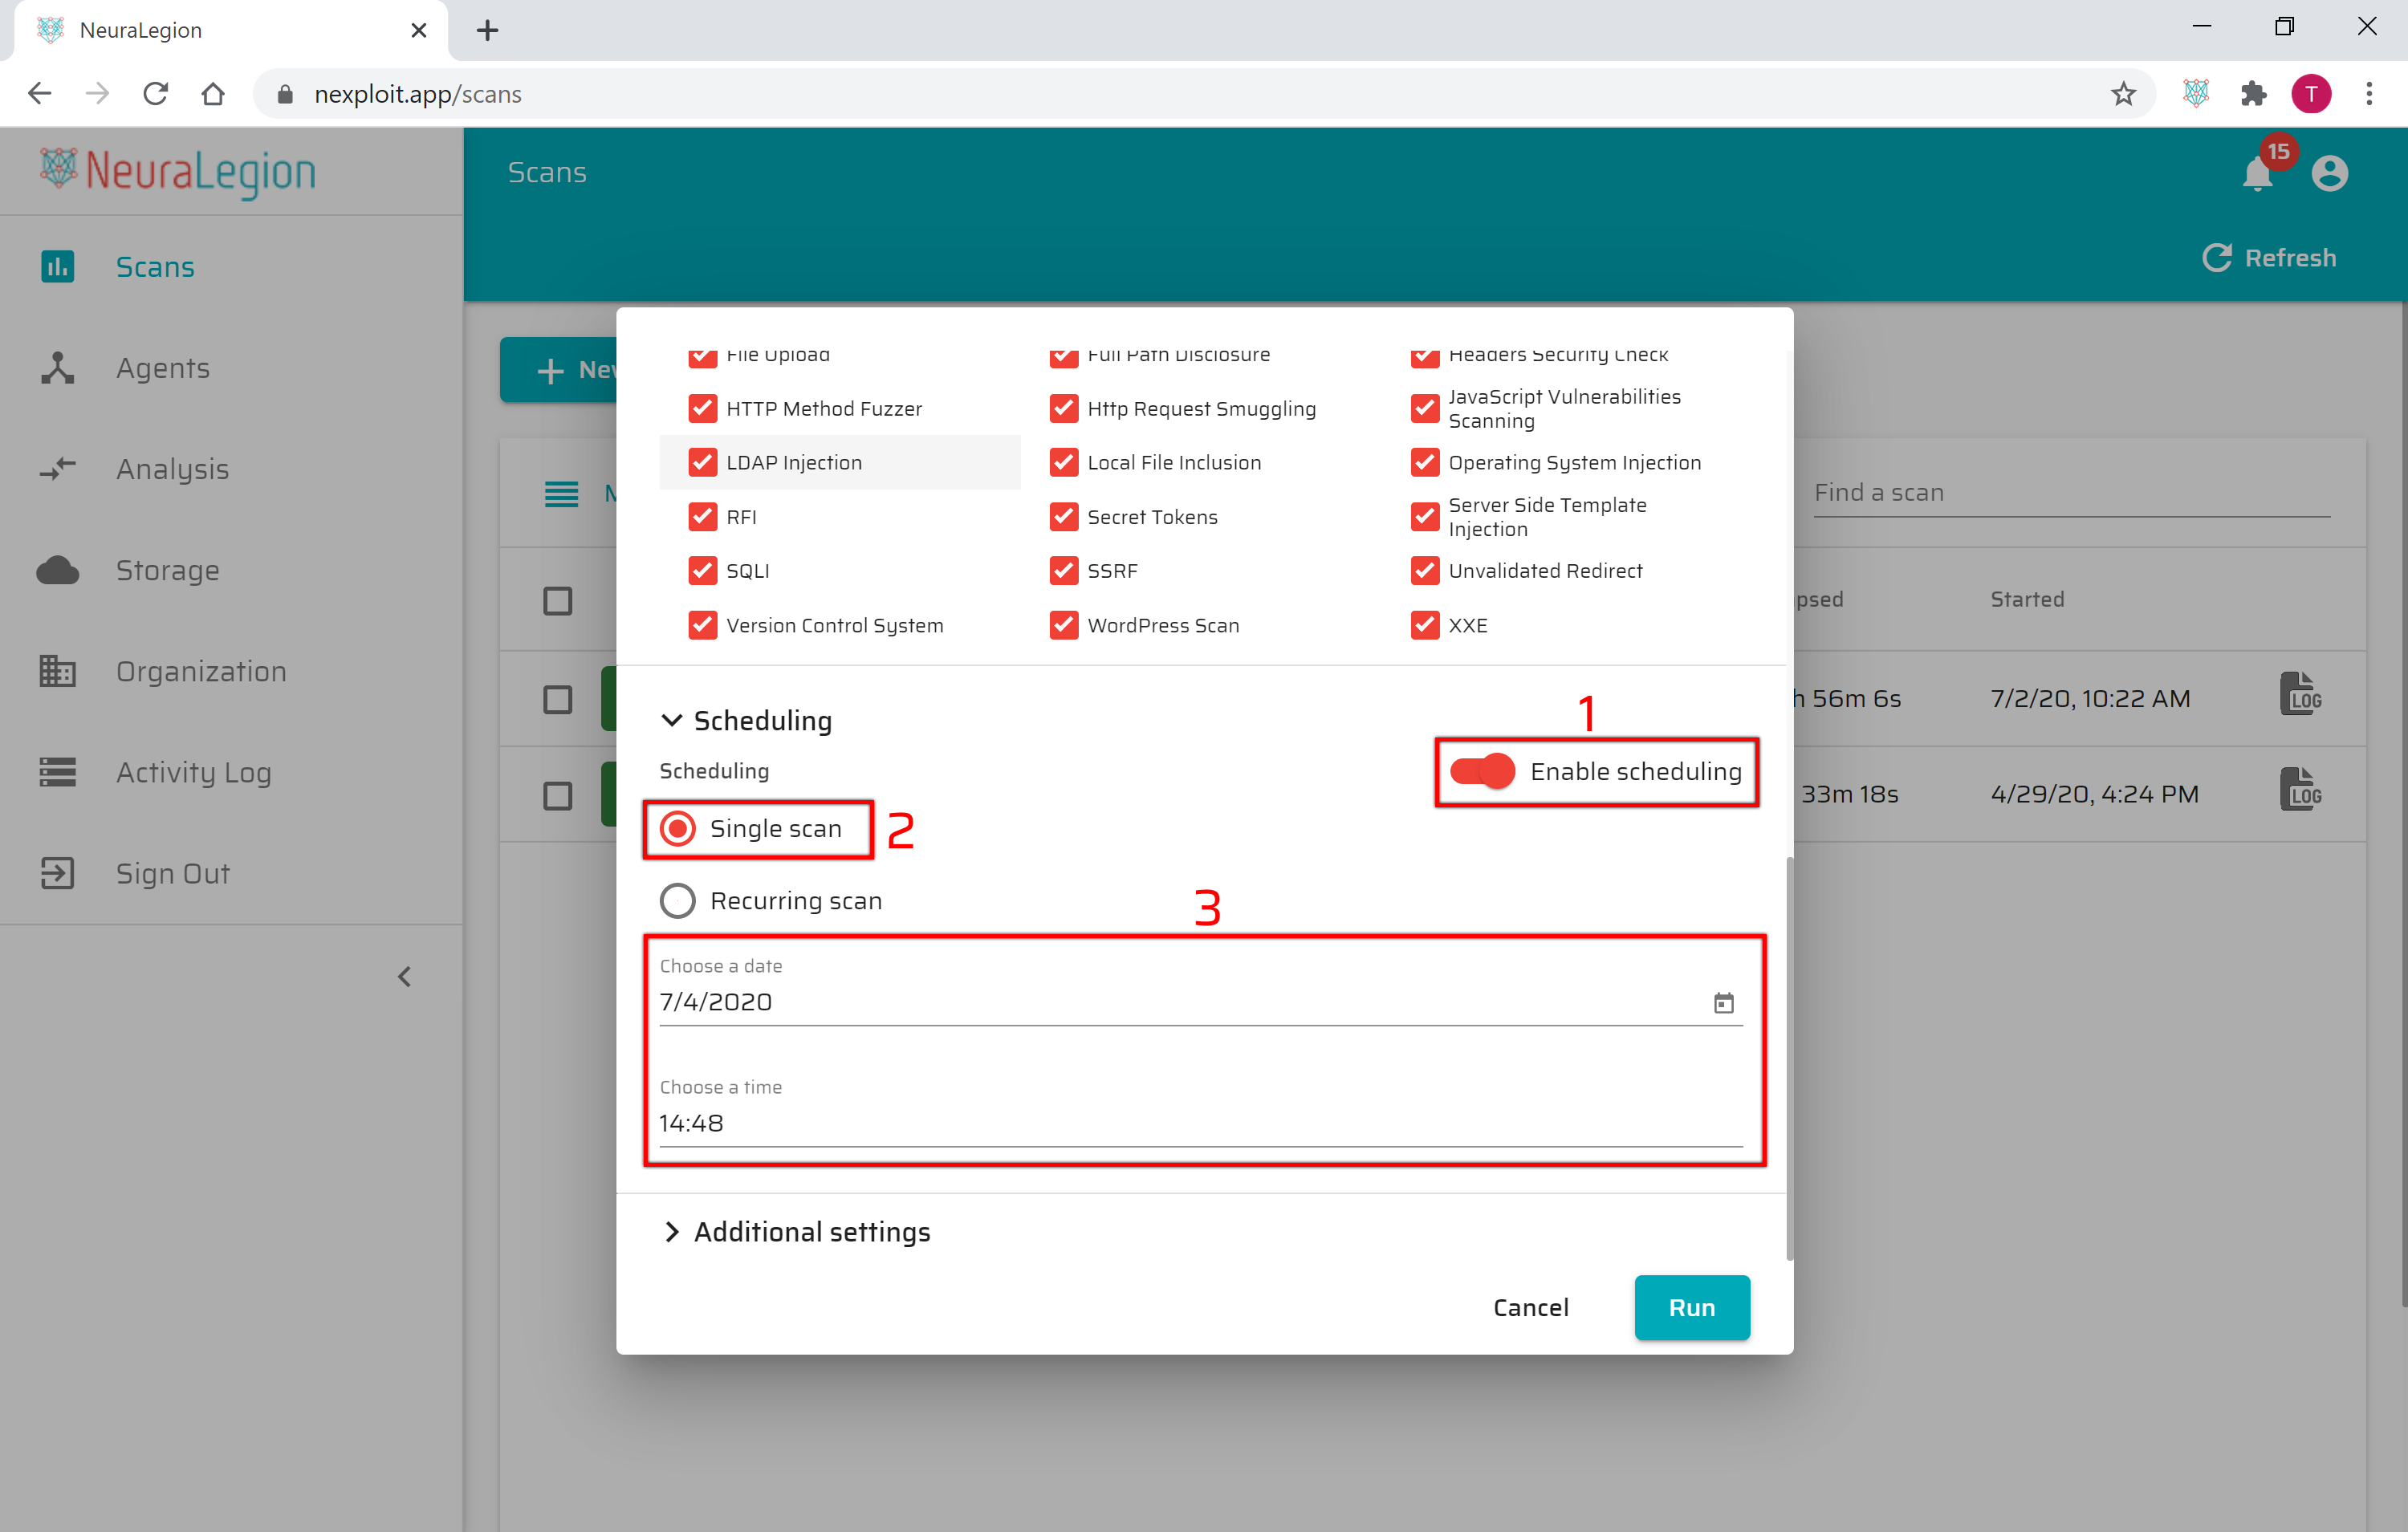 NeuraLegion
nexploit.app/scans
T
NeuraLegion
Scans
15
Refresh
Scans
Agents
Analysis
Storage
Organization
Activity Log
Sign Out
File Upload
Full Path Disclosure
Headers Security Check
HTTP Method Fuzzer
Http Request Smuggling
JavaScript Vulnerabilities
Scanning
LDAP Injection
Local File Inclusion
Operating System Injection
RFI
Secret Tokens
Server Side Template
Injection
SQLI
SSRF
Unvalidated Redirect
Version Control System
WordPress Scan
XXE
Find a scan
psed
Started
h 56m 6s
7/2/20, 10:22 AM
LOG
33m 18s
4/29/20, 4:24 PM
LOG
Scheduling
1
Scheduling
Enable scheduling
Single scan
2
Recurring scan
3
Choose a date
7/4/2020
Choose a time
14:48
Additional settings
Cancel
Run